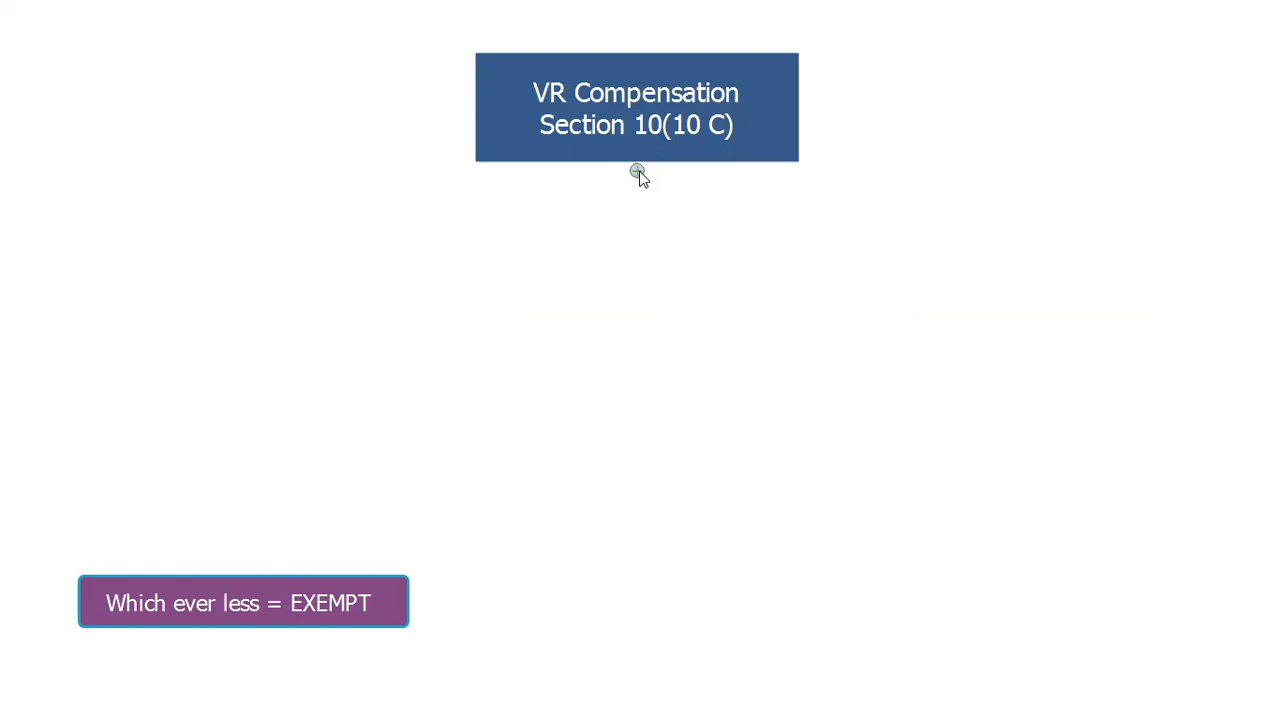 VR Compensation
Section 10(10 C)
Which ever less = EXEMPT